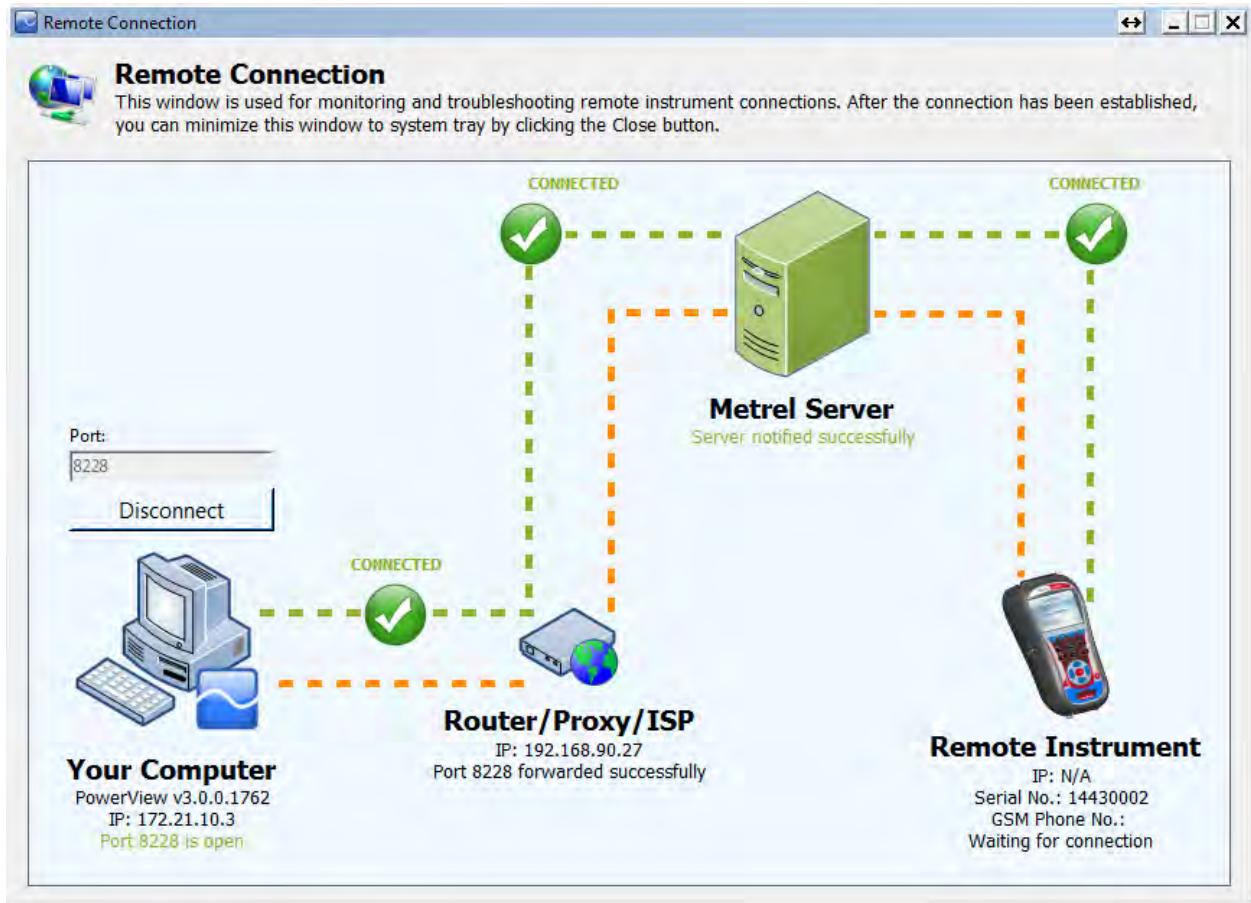 Remote Connection
Remote Connection
This window is used for monitoring and troubleshooting remote instrument connections. After the connection has been established,
you can minimize this window to system tray by clicking the Close button.
CONNECTED
CONNECTED
Metrel Server
Server notified successfully
Port:
8228
Disconnect
CONNECTED
Router/Proxy/ISP
IP: 192.168.90.27
Port 8228 forwarded successfully
Your Computer
PowerView v3.0.0.1762
IP: 172.21.10.3
Port 8228 is open
Remote Instrument
IP: N/A
Serial No.: 14430002
GSM Phone No.:
Waiting for connection